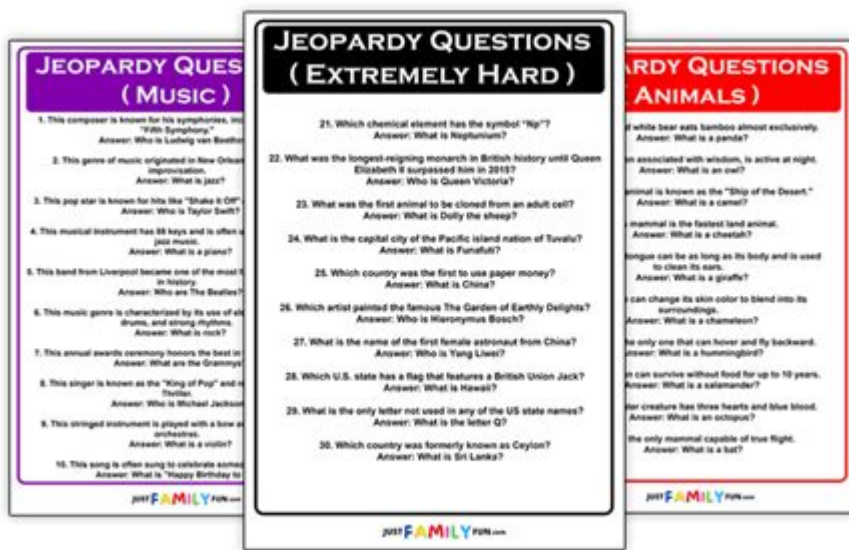 JEOPARDY QUES
( MUSIC )
1. This composer is known for his symphonies, inc
"Fifth Symphony."
Answer: Who is Ludwig van Beetho
2. This genre of music originated in New Orlean
improvisation.
Answer: What is jazz?
3. This pop star is known for hits like "Shake It Off"
Answer: Who is Taylor Swift?
4. This musical instrument has 88 keys and is often u
jazz music.
Answer: What is a piano?
5. This band from Liverpool became one of the most
in history.
Answer: Who are The Beatles?
6. This music genre is characterized by its use of ele
drums, and strong rhythms.
Answer: What is rock?
7. This annual awards ceremony honors the best in
Answer: What are the Grammys
8. This singer is known as the "King of Pop" and
Thriller.
Answer: Who is Michael Jackson
9. This stringed instrument is played with a bow a
orchestras.
Answer: What is a violin?
10. This song is often sung to celebrate some
Answer: What is "Happy Birthday to
JUST FAMILY FUN.com
JEOPARDY QUESTIONS
( EXTREMELY HARD )
21. Which chemical element has the symbol "Np"?
Answer: What is Neptunium?
22. What was the longest-reigning monarch in British history until Queen
Elizabeth II surpassed him in 2015?
Answer: Who is Queen Victoria?
23. What was the first animal to be cloned from an adult cell?
Answer: What is Dolly the sheep?
24. What is the capital city of the Pacific island nation of Tuvalu?
Answer: What is Funafuti?
25. Which country was the first to use paper money?
Answer: What is China?
26. Which artist painted the famous The Garden of Earthly Delights?
Answer: Who is Hieronymus Bosch?
27. What is the name of the first female astronaut from China?
Answer: Who is Yang Liwei?
28. Which U.S. state has a flag that features a British Union Jack?
Answer: What is Hawaii?
29. What is the only letter not used in any of the US state names?
Answer: What is the letter Q?
30. Which country was formerly known as Ceylon?
Answer: What is Sri Lanka?
JUST FAMILY FUN.com
RDY QUESTIONS
ANIMALS )
d white bear eats bamboo almost exclusively.
Answer: What is a panda?
en associated with wisdom, is active at night.
Answer: What is an owl?
animal is known as the "Ship of the Desert."
Answer: What is a camel?
mammal is the fastest land animal.
Answer: What is a cheetah?
tongue can be as long as its body and is used
to clean its ears.
Answer: What is a giraffe?
can change its skin color to blend into its
surroundings.
Answer: What is a chameleon?
he only one that can hover and fly backward.
nswer: What is a hummingbird?
n can survive without food for up to 10 years.
Answer: What is a salamander?
ter creature has three hearts and blue blood.
Answer: What is an octopus?
the only mammal capable of true flight.
Answer: What is a bat?
JUST FAMILY FUN.com